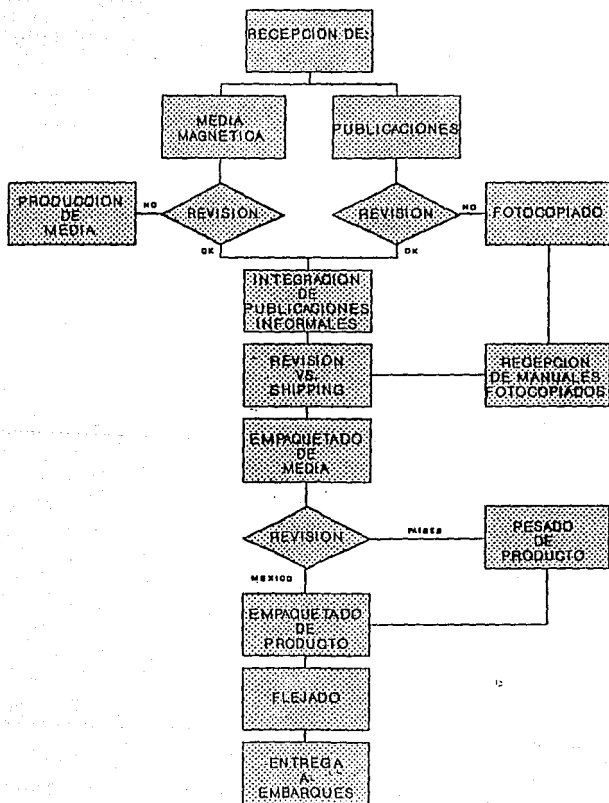 RECEPCION DE:
MEDIA
MAGNETICA
PUBLICACIONES
PRODUCCION
DE
MEDIA
NO
REVISION
REVISION
NO
FOTOCOPIADO
OK
OK
INTEGRACION
DE
PUBLICACIONES
INFORMALES
REVISION
VS.
SHIPPING
RECEPCION
DE MANUALES
FOTOCOPIADOS
EMPAQUETADO
DE
MEDIA
REVISION
PAISES
PESADO
DE
PRODUCTO
MEXICO
EMPAQUETADO
DE
PRODUCTO
FLEJADO
ENTREGA
AL
EMBARQUES